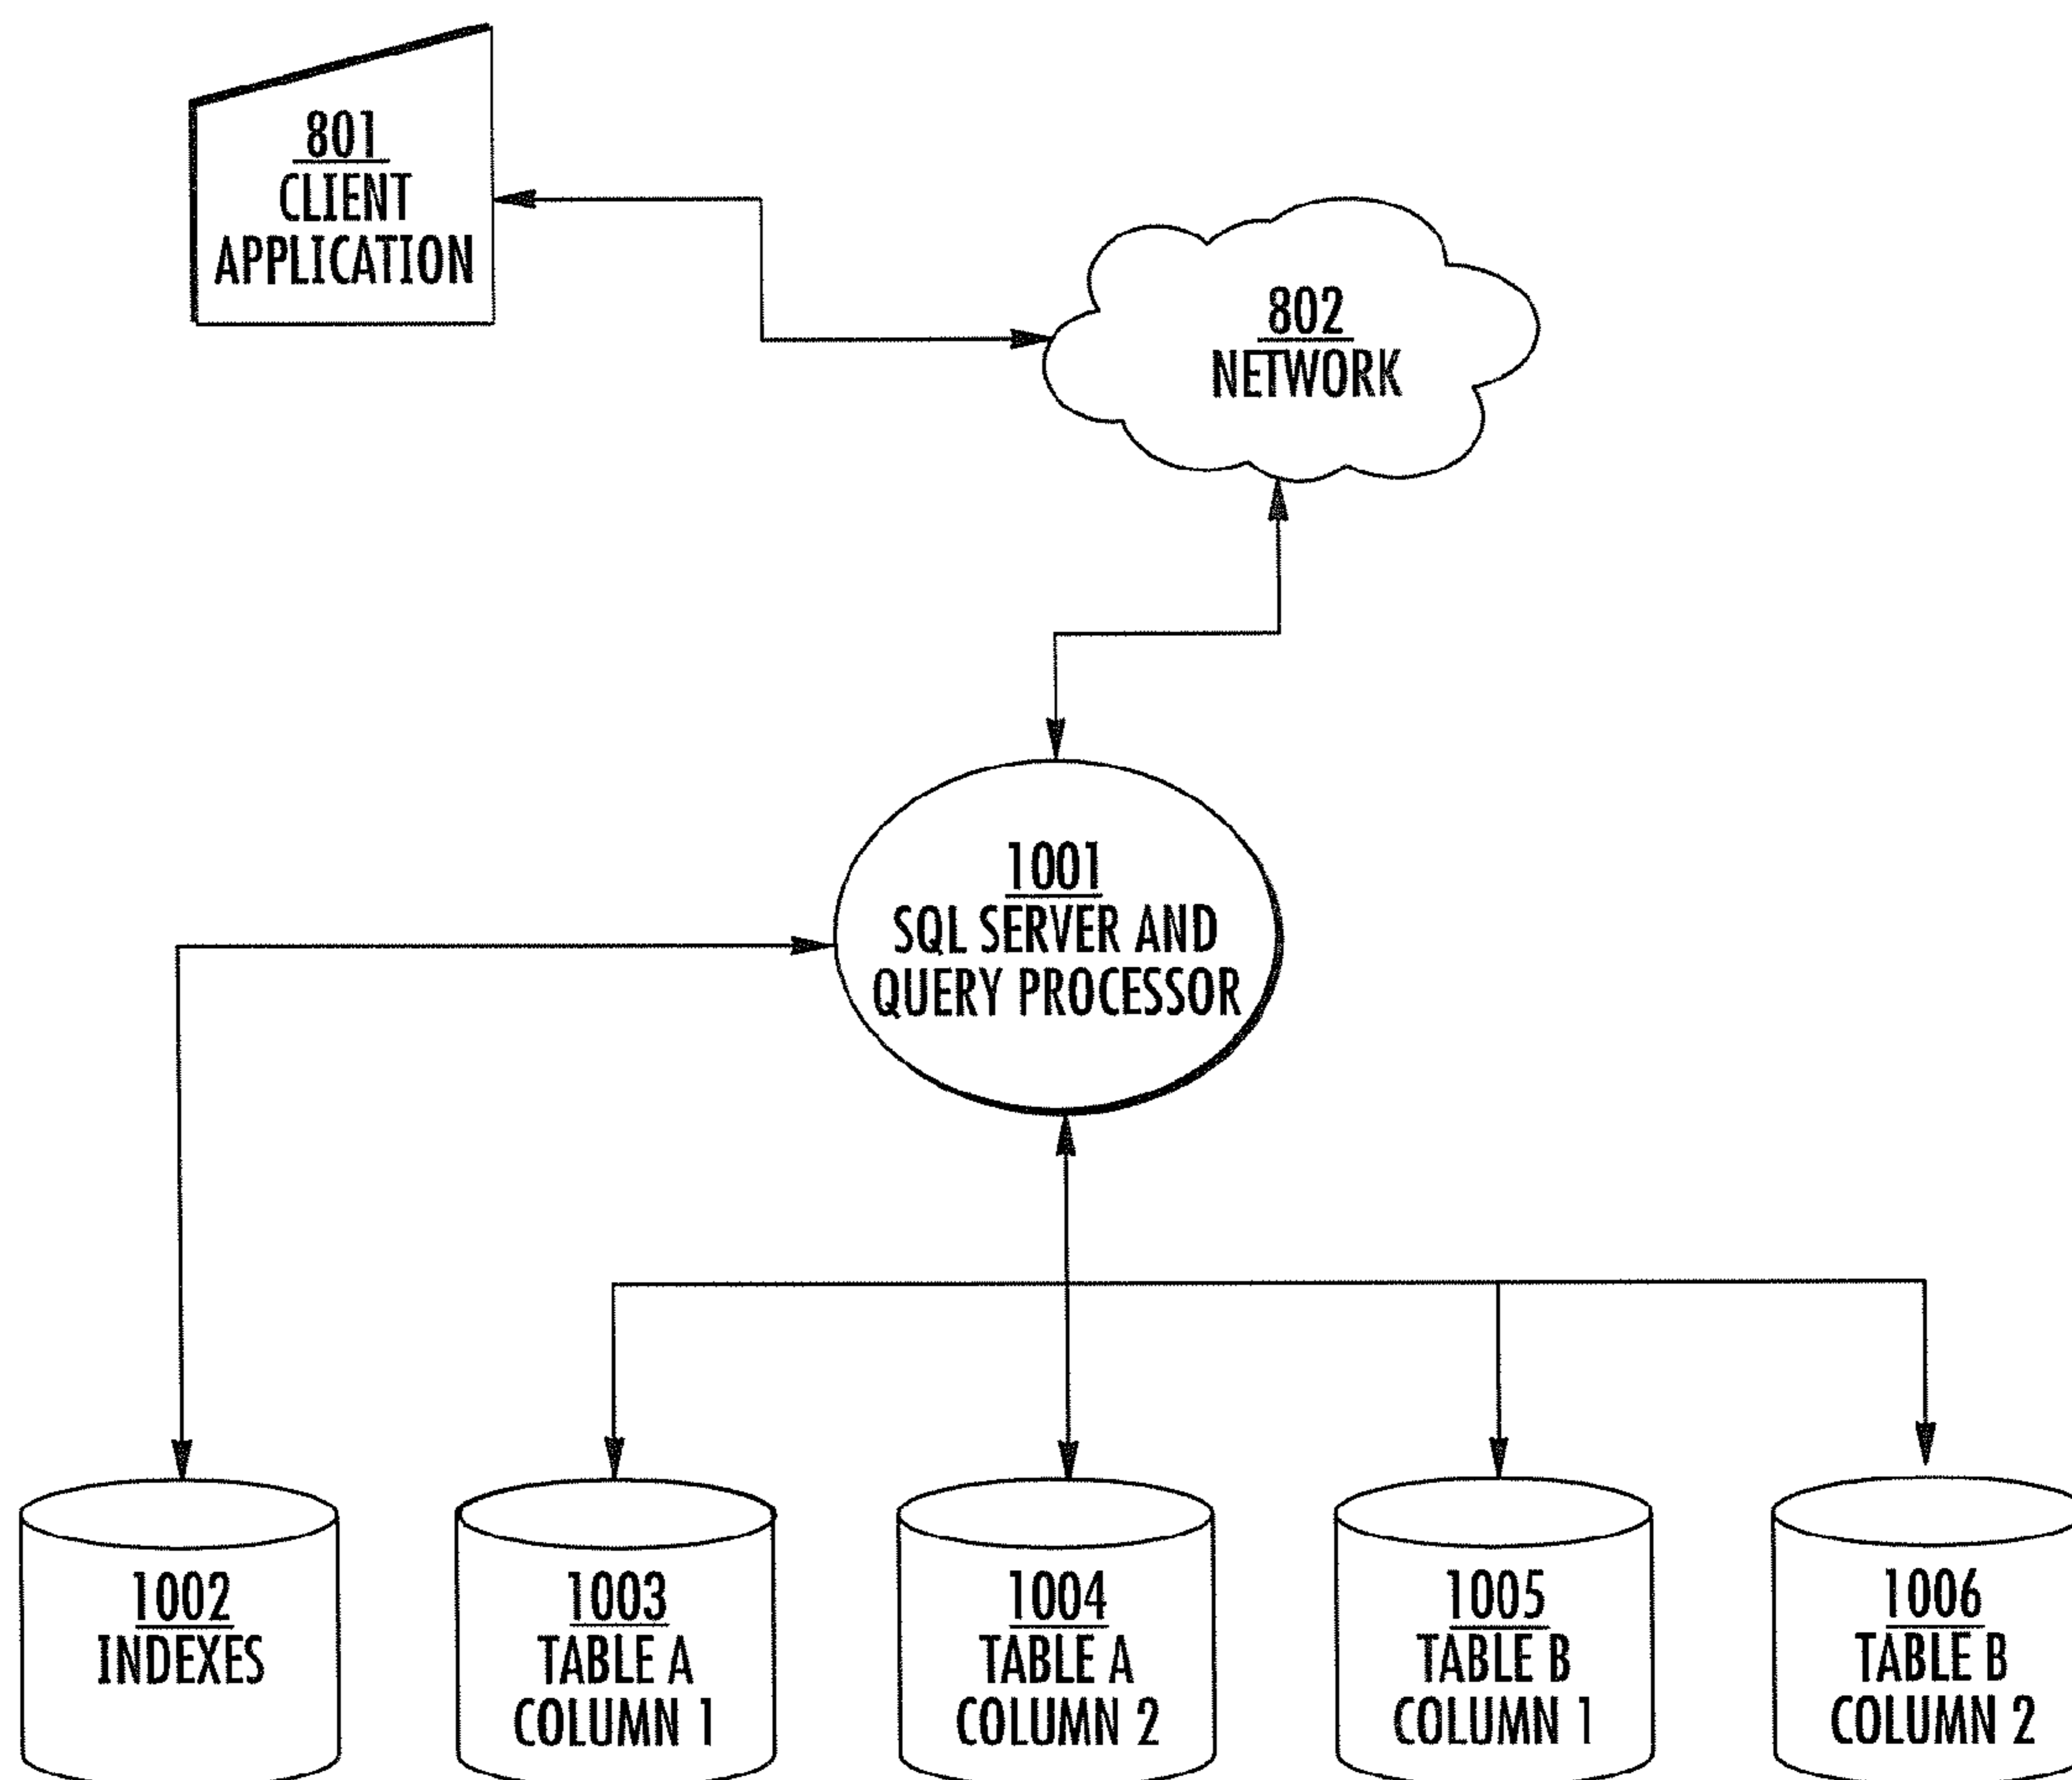 801
CLIENT
APPLICATION
802
NETWORK
1001
SQL SERVER AND
QUERY PROCESSOR
1002
INDEXES
1003
TABLE A
COLUMN 1
1004
TABLE A
COLUMN 2
1005
TABLE B
COLUMN 1
1006
TABLE B
COLUMN 2